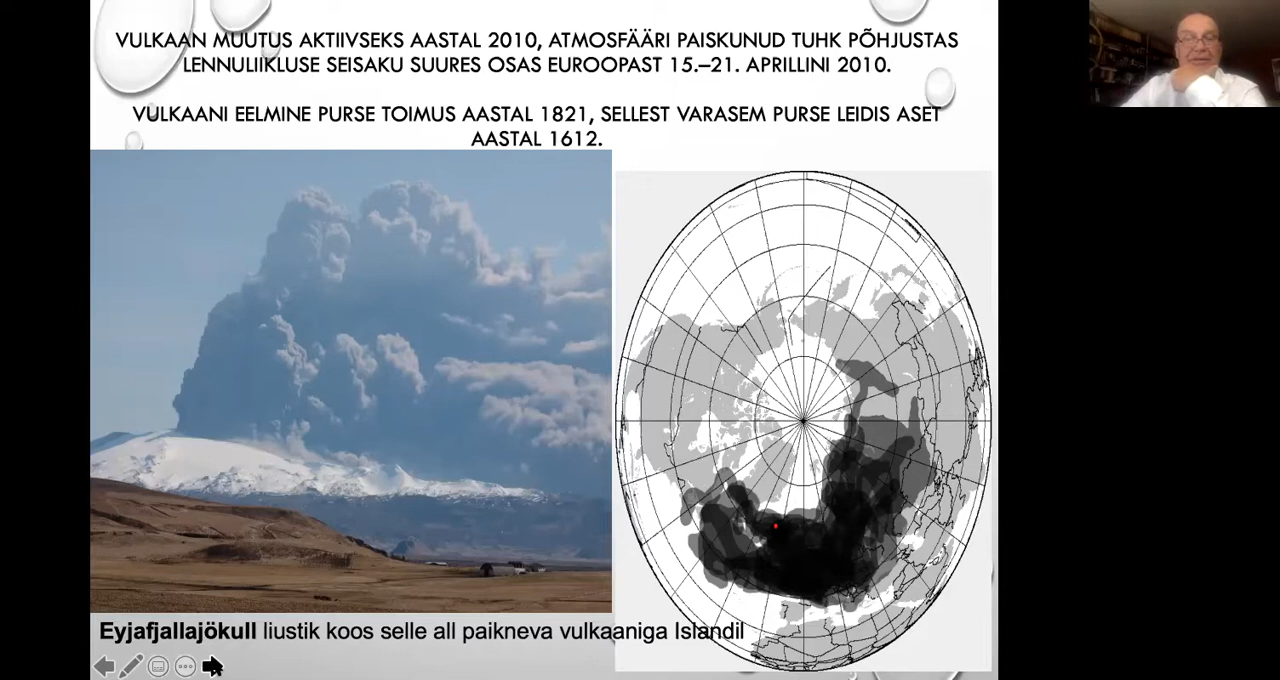 VULKAAN MUUTUS AKTIIVSEKS AASTAL 2010, ATMOSFÄÄRI PAISKUNUD TUHK PÕHJUSTAS
LENNULIIKLUSE SEISAKU SUURES OSAS EUROOPAST 15.–21. APRILLINI 2010.
VULKAANI EELMINE PURSE TOIMUS AASTAL 1821, SELLEST VARASEM PURSE LEIDIS ASET
AASTAL 1612.
Eyjafjallajökull liustik koos selle all paikneva vulkaaniga Islandil